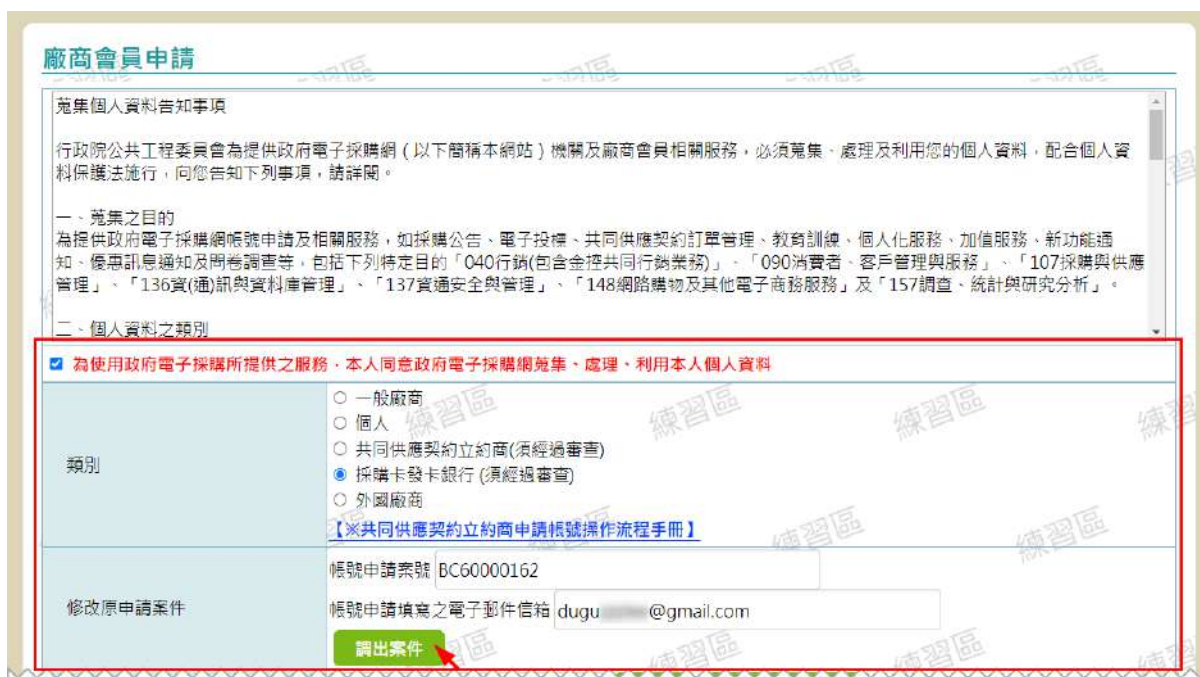 廠商會員申請
蒐集個人資料告知事項
行政院公共工程委員會為提供政府電子採購網(以下簡稱本網站)機關及廠商會員相關服務,必須蒐集、處理及利用您的個人資料,配合個人資
料保護法施行,向您告知下列事項,請詳閱。
一、蒐集之目的
為提供政府電子採購網帳號申請及相關服務,如採購公告、電子投標、共同供應契約訂單管理、教育訓練、個人化服務、加值服務、新功能通
知、優惠訊息通知及問卷調查等,包括下列特定目的「040行銷(包含金控共同行銷業務)」、「090消費者、客戶管理與服務」、「107採購與供應
管理」、「136資(通)訊與資料庫管理」、「137資通安全與管理」、「148網路購物及其他電子商務服務」及「157調查、統計與研究分析」。
二、個人資料之類別
為使用政府電子採購所提供之服務,本人同意政府電子採購網蒐集、處理、利用本人個人資料
類別
一般廠商
個人
共同供應契約立約商(須經過審查)
採購卡發卡銀行 (須經過審查)
外國廠商
【※共同供應契約立約商申請帳號操作流程手冊】
修改原申請案件
帳號申請案號 BC60000162
帳號申請填寫之電子郵件信箱 dugu @gmail.com
調出案件
練習區